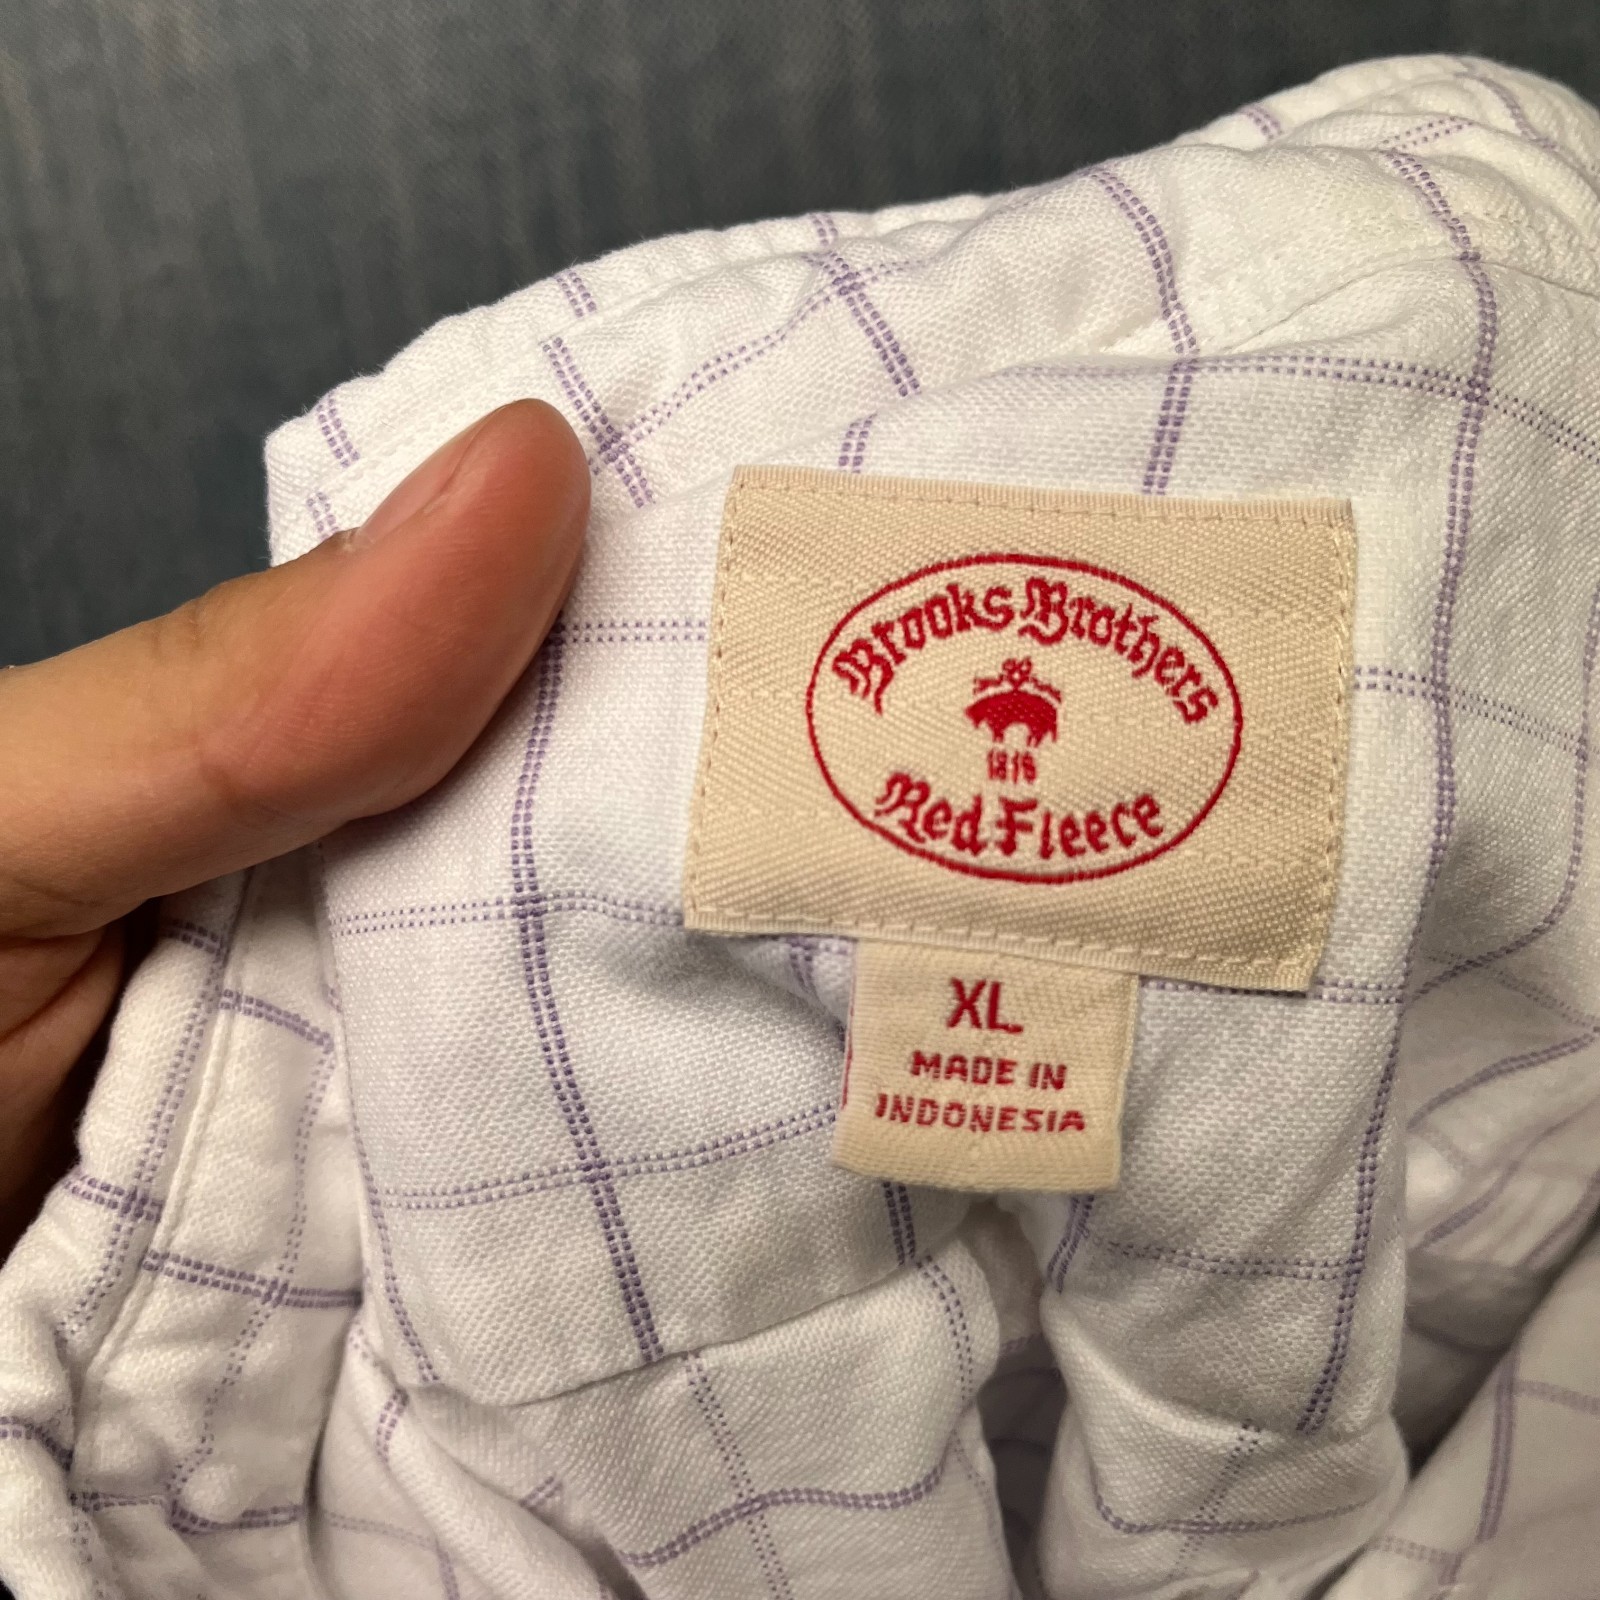 Brooks Brothers
1818
Red Fleece
XL
MADE IN
INDONESIA